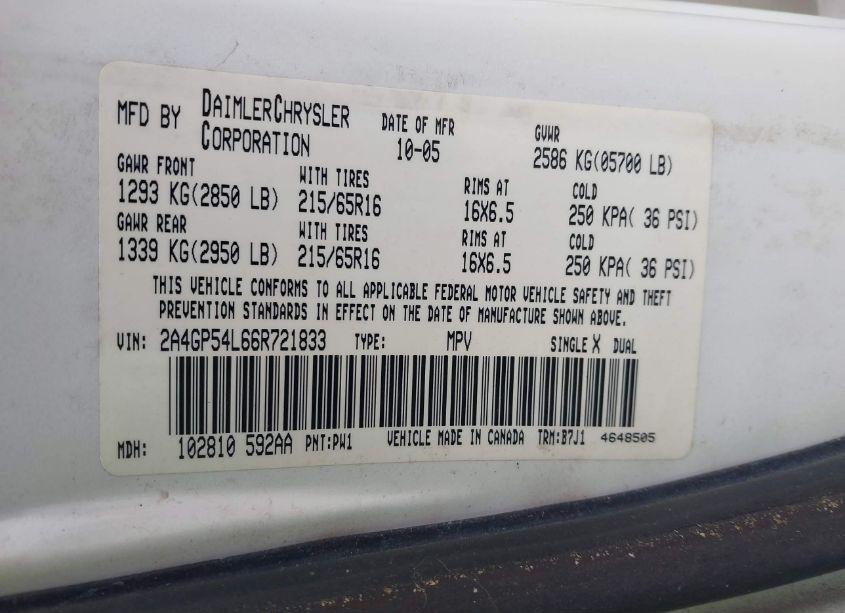 MFD BY DAIMLERCHRYSLER CORPORATION DATE OF MFR 10-05 GVWR 2586 KG(05700 LB)
GAWR FRONT WITH TIRES RIMS AT COLD
1293 KG(2850 LB) 215/65R16 16X6.5 250 KPA( 36 PSI)
GAWR REAR WITH TIRES RIMS AT COLD
1339 KG(2950 LB) 215/65R16 16X6.5 250 KPA( 36 PSI)
THIS VEHICLE CONFORMS TO ALL APPLICABLE FEDERAL MOTOR VEHICLE SAFETY AND THEFT
PREVENTION STANDARDS IN EFFECT ON THE DATE OF MANUFACTURE SHOWN ABOVE.
VIN: 2A4GP54L66R721833 TYPE: MPV SINGLE X DUAL
MDH: 102810 592AA PNT:PW1 VEHICLE MADE IN CANADA TRM:B7J1 4648505